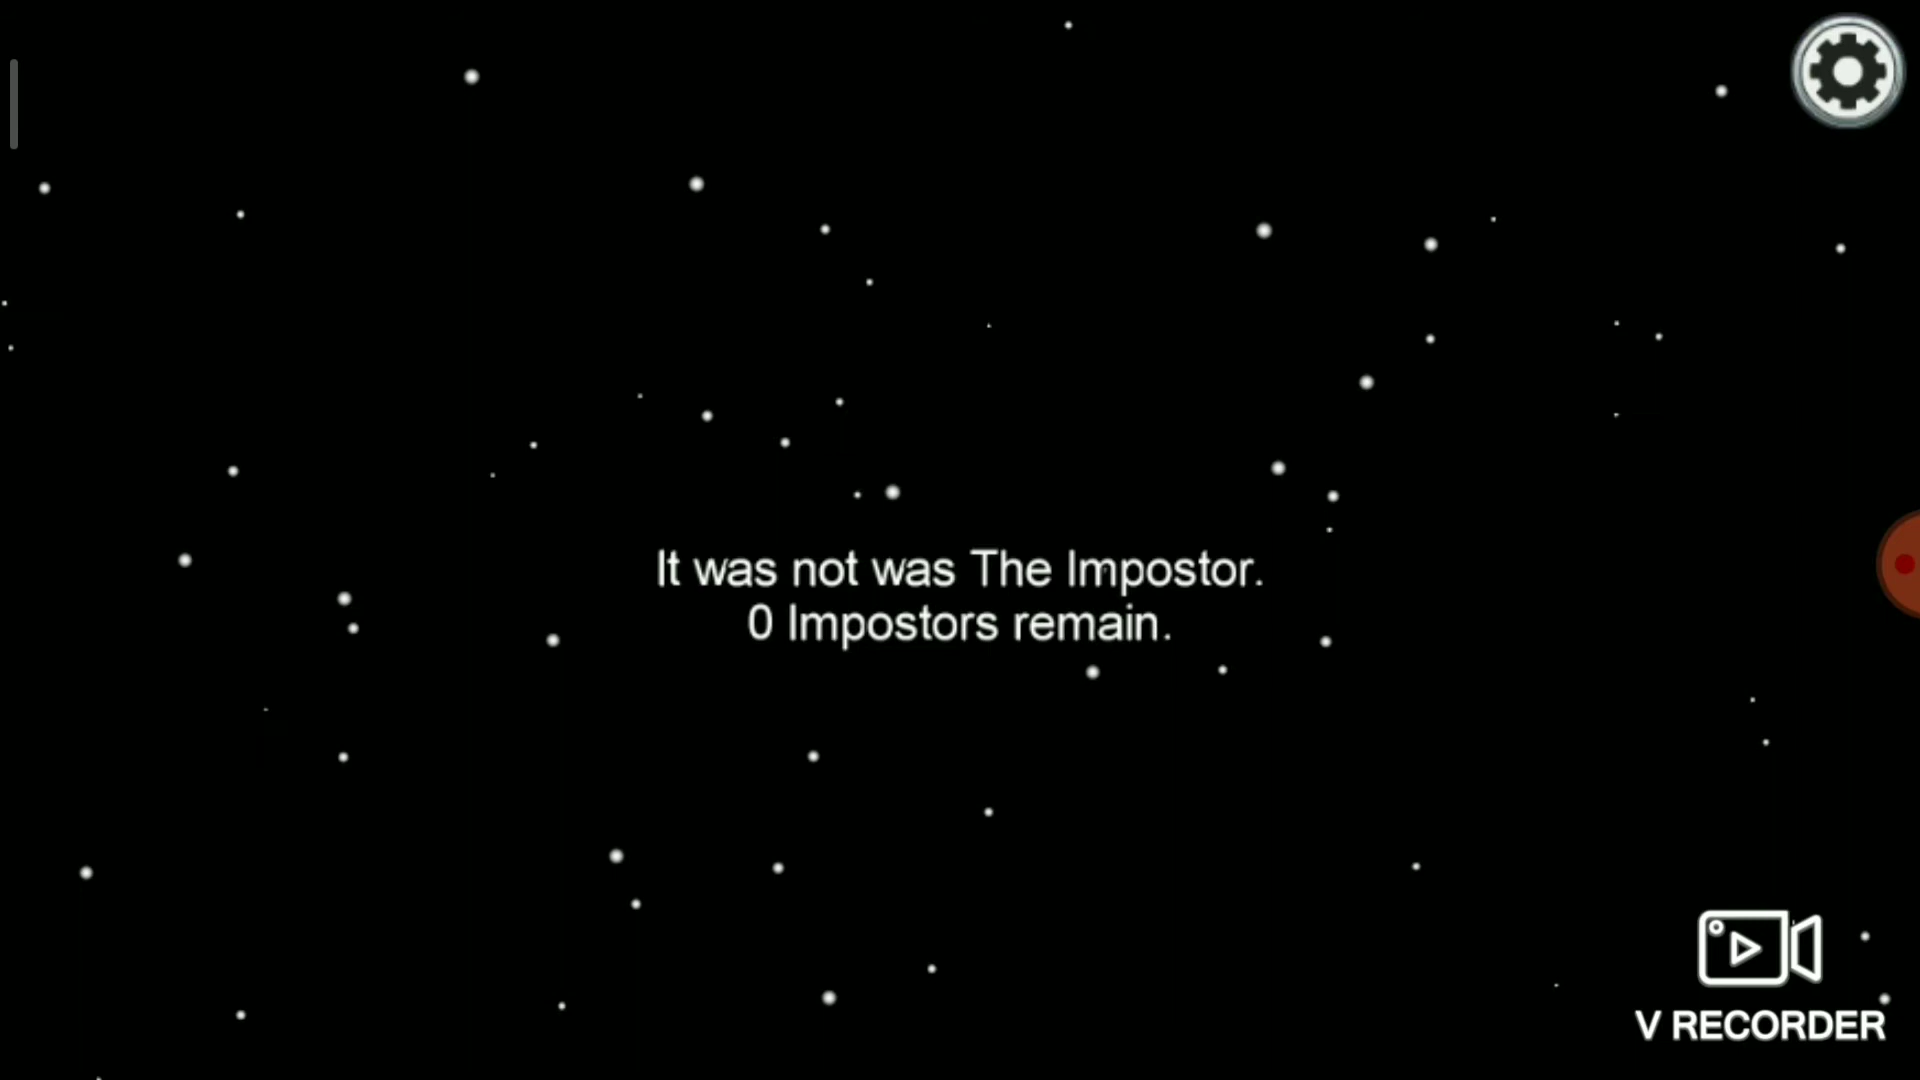 It was not was The Impostor.
0 Impostors remain.
V RECORDER